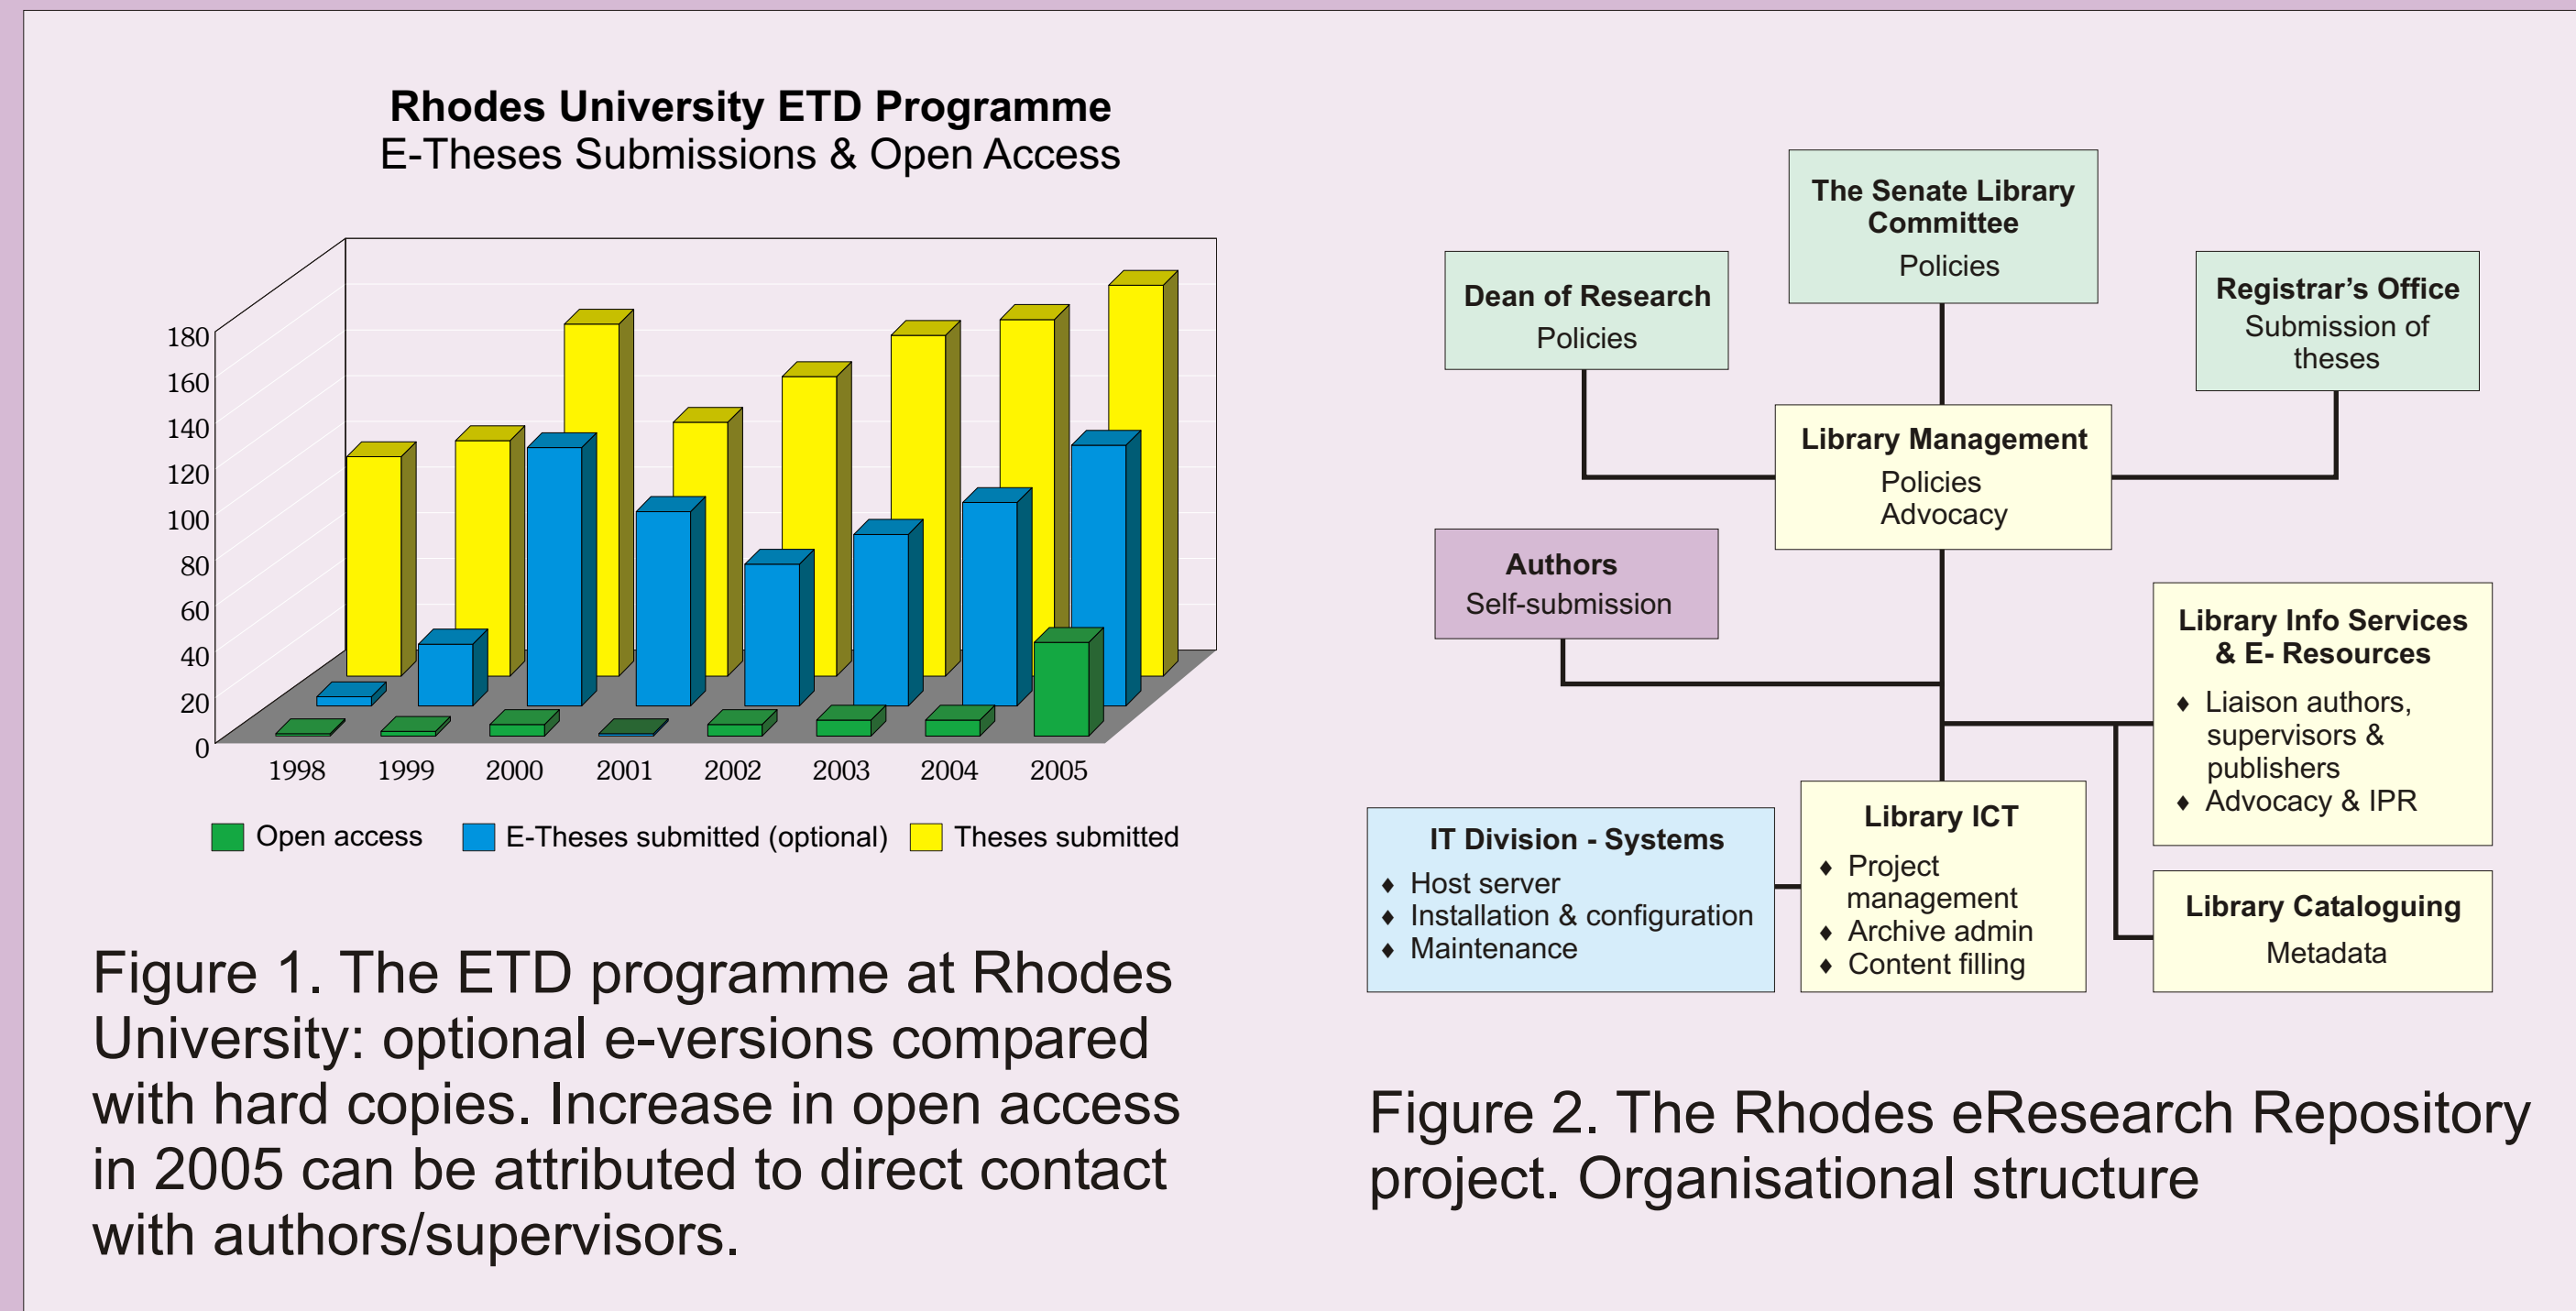 Rhodes University ETD Programme
E-Theses Submissions & Open Access
180
160
140
120
100
80
60
40
20
0
1998 1999 2000 2001 2002 2003 2004 2005
Open access E-Theses submitted (optional) Theses submitted
Figure 1. The ETD programme at Rhodes
University: optional e-versions compared
with hard copies. Increase in open access
in 2005 can be attributed to direct contact
with authors/supervisors.
The Senate Library
Committee
Policies
Dean of Research
Policies
Registrar’s Office
Submission of
theses
Library Management
Policies
Advocacy
Authors
Self-submission
Library Info Services
& E- Resources
♦ Liaison authors,
supervisors &
publishers
♦ Advocacy & IPR
IT Division - Systems
♦ Host server
♦ Installation & configuration
♦ Maintenance
Library ICT
♦ Project
management
♦ Archive admin
♦ Content filling
Library Cataloguing
Metadata
Figure 2. The Rhodes eResearch Repository
project. Organisational structure